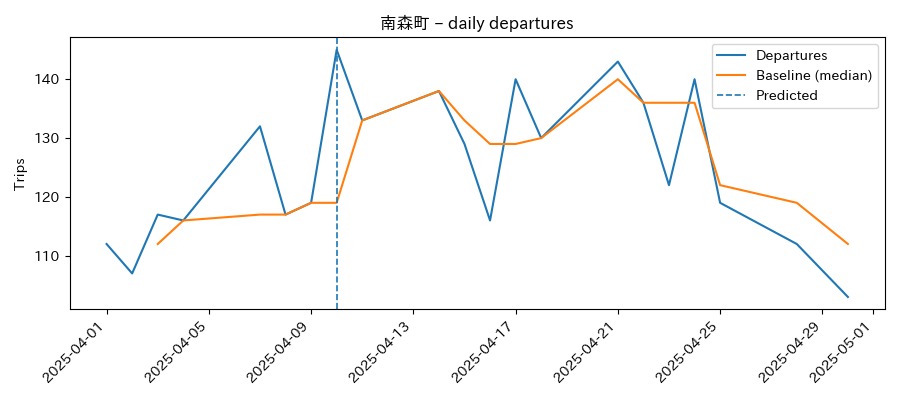 南森町 – daily departures
Departures
Baseline (median)
Predicted
Trips
140
130
120
110
2025-04-01
2025-04-05
2025-04-09
2025-04-13
2025-04-17
2025-04-21
2025-04-25
2025-04-29
2025-05-01